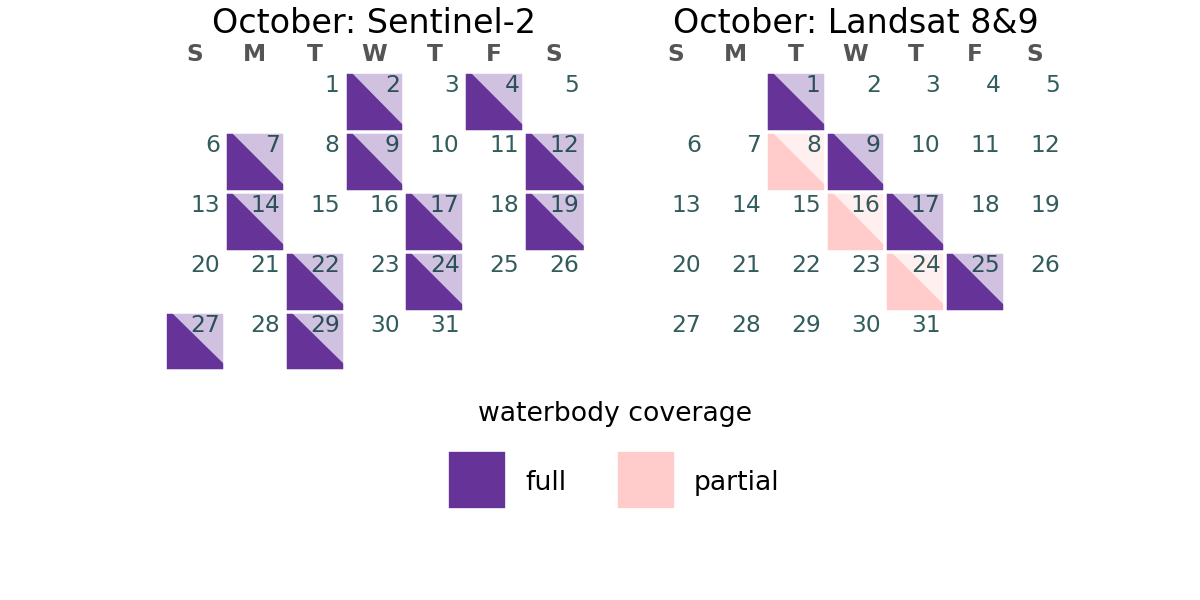 October: Sentinel-2
S M T W T F S
1 2 3 4 5
6 7 8 9 10 11 12
13 14 15 16 17 18 19
20 21 22 23 24 25 26
27 28 29 30 31
October: Landsat 8&9
S M T W T F S
1 2 3 4 5
6 7 8 9 10 11 12
13 14 15 16 17 18 19
20 21 22 23 24 25 26
27 28 29 30 31
waterbody coverage
full
partial